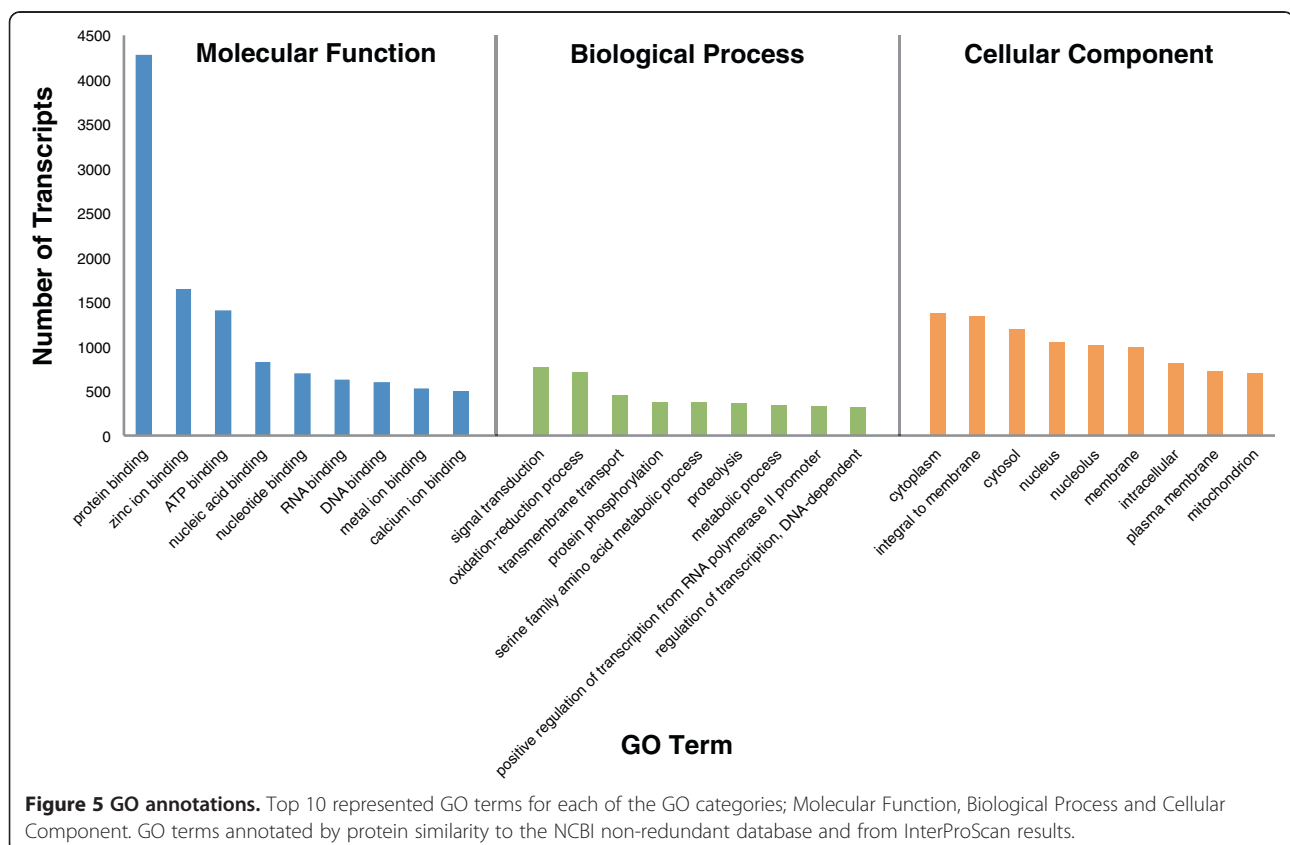 Molecular Function
Biological Process
Cellular Component
Number of Transcripts
4500
4000
3500
3000
2500
2000
1500
1000
500
0
protein binding
zinc ion binding
ATP binding
nucleic acid binding
nucleotide binding
RNA binding
DNA binding
metal ion binding
calcium ion binding
signal transduction
oxidation-reduction process
transmembrane transport
protein phosphorylation
serine family amino acid metabolic process
proteolysis
metabolic process
positive regulation of transcription from RNA polymerase II promoter
regulation of transcription, DNA-dependent
cytoplasm
integral to membrane
cytosol
nucleus
nucleolus
membrane
intracellular
plasma membrane
mitochondrion
GO Term
Figure 5 GO annotations. Top 10 represented GO terms for each of the GO categories; Molecular Function, Biological Process and Cellular
Component. GO terms annotated by protein similarity to the NCBI non-redundant database and from InterProScan results.